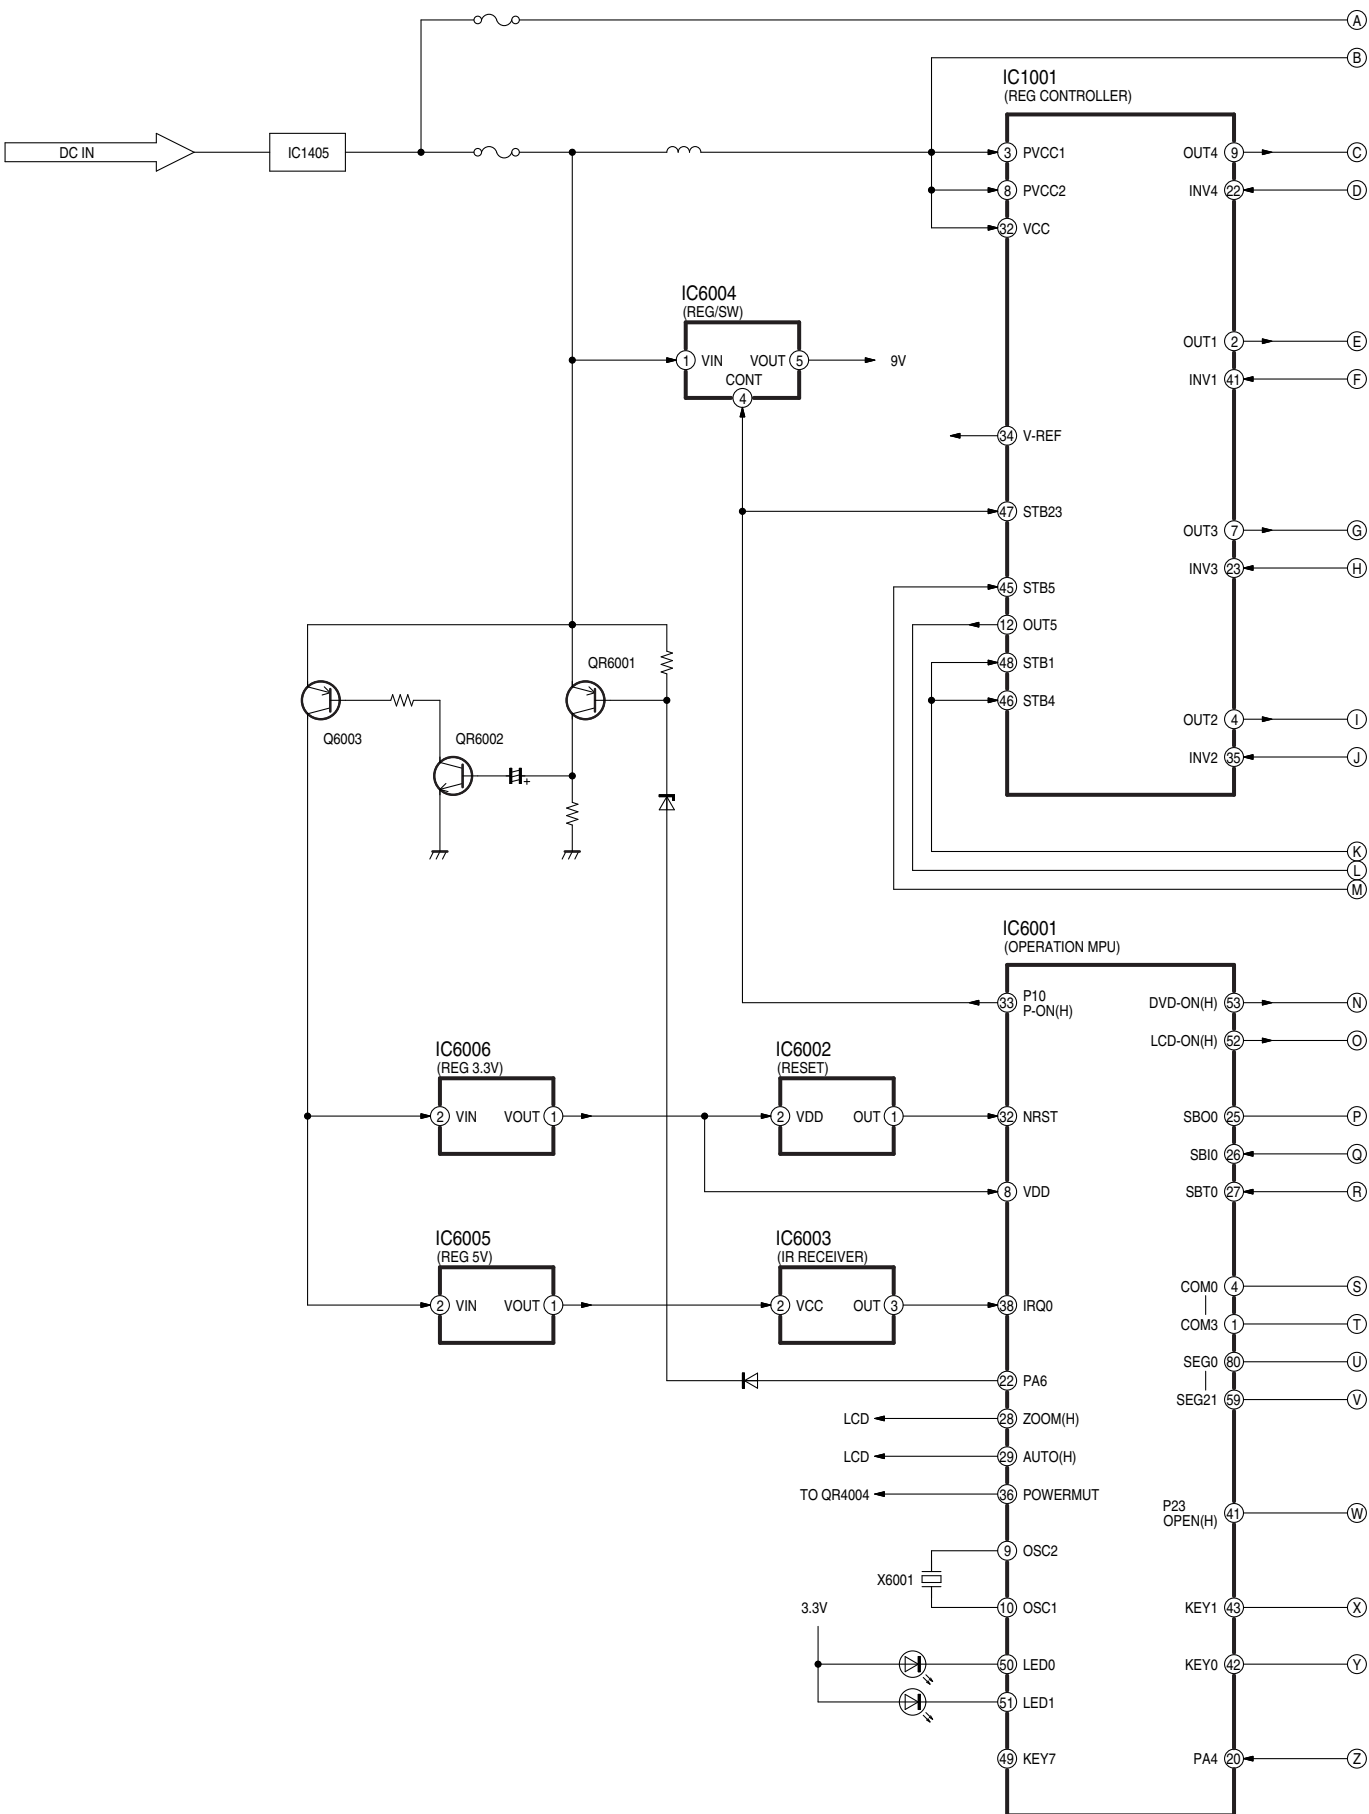 A
B
IC1001
(REG CONTROLLER)
DC IN
IC1405
3 PVCC1
OUT4 9
C
8 PVCC2
INV4 22
D
32 VCC
IC6004
(REG/SW)
OUT1 2
E
1 VIN
VOUT 5
9V
CONT
4
INV1 41
F
34 V-REF
47 STB23
OUT3 7
G
INV3 23
H
45 STB5
12 OUT5
QR6001
48 STB1
46 STB4
OUT2 4
I
Q6003
QR6002
INV2 35
J
+
K
L
M
IC6001
(OPERATION MPU)
33 P10
P-ON(H)
DVD-ON(H) 53
N
LCD-ON(H) 52
O
IC6006
(REG 3.3V)
IC6002
(RESET)
2 VIN
VOUT 1
2 VDD
OUT 1
32 NRST
SBO0 25
P
SBI0 26
Q
8 VDD
SBT0 27
R
IC6005
(REG 5V)
IC6003
(IR RECEIVER)
COM0 4
S
2 VIN
VOUT 1
2 VCC
OUT 3
38 IRQ0
COM3 1
T
SEG0 80
U
22 PA6
SEG21 59
V
LCD
28 ZOOM(H)
LCD
29 AUTO(H)
TO QR4004
36 POWERMUT
P23
OPEN(H) 41
W
9 OSC2
X6001
10 OSC1
3.3V
KEY1 43
X
50 LED0
KEY0 42
Y
51 LED1
49 KEY7
PA4 20
Z